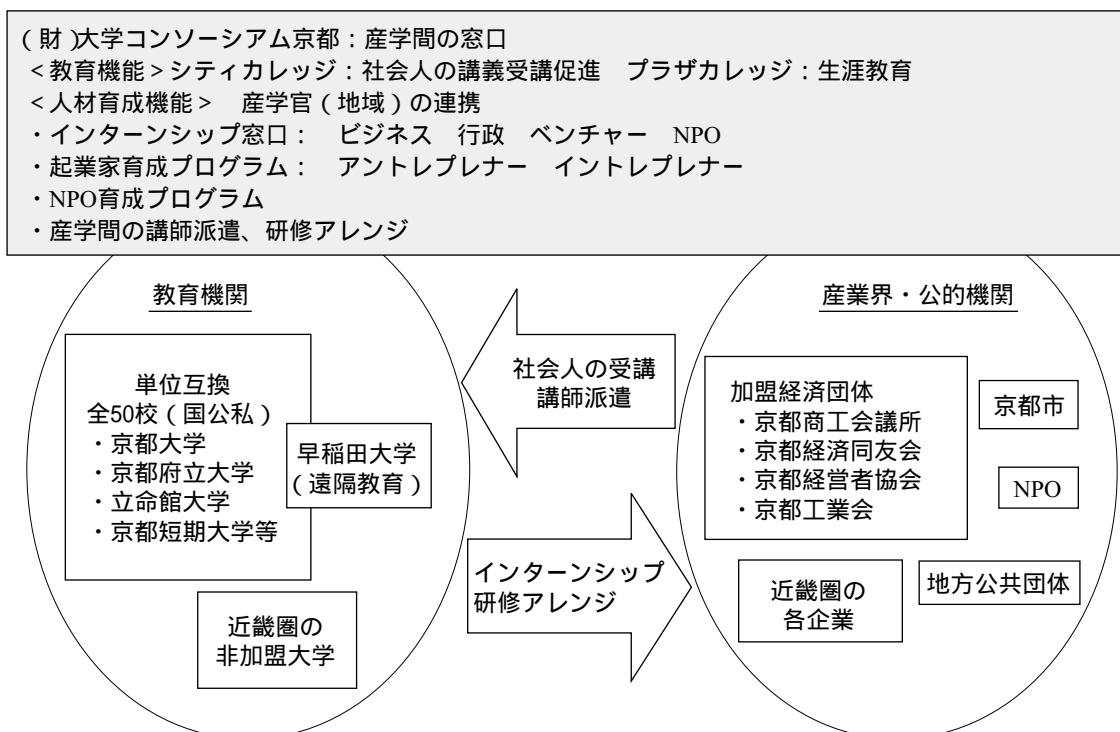 (財)大学コンソーシアム京都：産学間の窓口
＜教育機能＞シティカレッジ：社会人の講義受講促進　プラザカレッジ：生涯教育
＜人材育成機能＞　産学官（地域）の連携
・インターンシップ窓口：　ビジネス　行政　ベンチャー　NPO
・起業家育成プログラム：　アントレプレナー　イントレプレナー
・NPO育成プログラム
・産学間の講師派遣、研修アレンジ
教育機関
単位互換
全50校（国公私）
・京都大学
・京都府立大学
・立命館大学
・京都短期大学等
早稲田大学
（遠隔教育）
近畿圏の
非加盟大学
社会人の受講
講師派遣
インターンシップ
研修アレンジ
産業界・公的機関
加盟経済団体
・京都商工会議所
・京都経済同友会
・京都経営者協会
・京都工業会
京都市
NPO
近畿圏の
各企業
地方公共団体